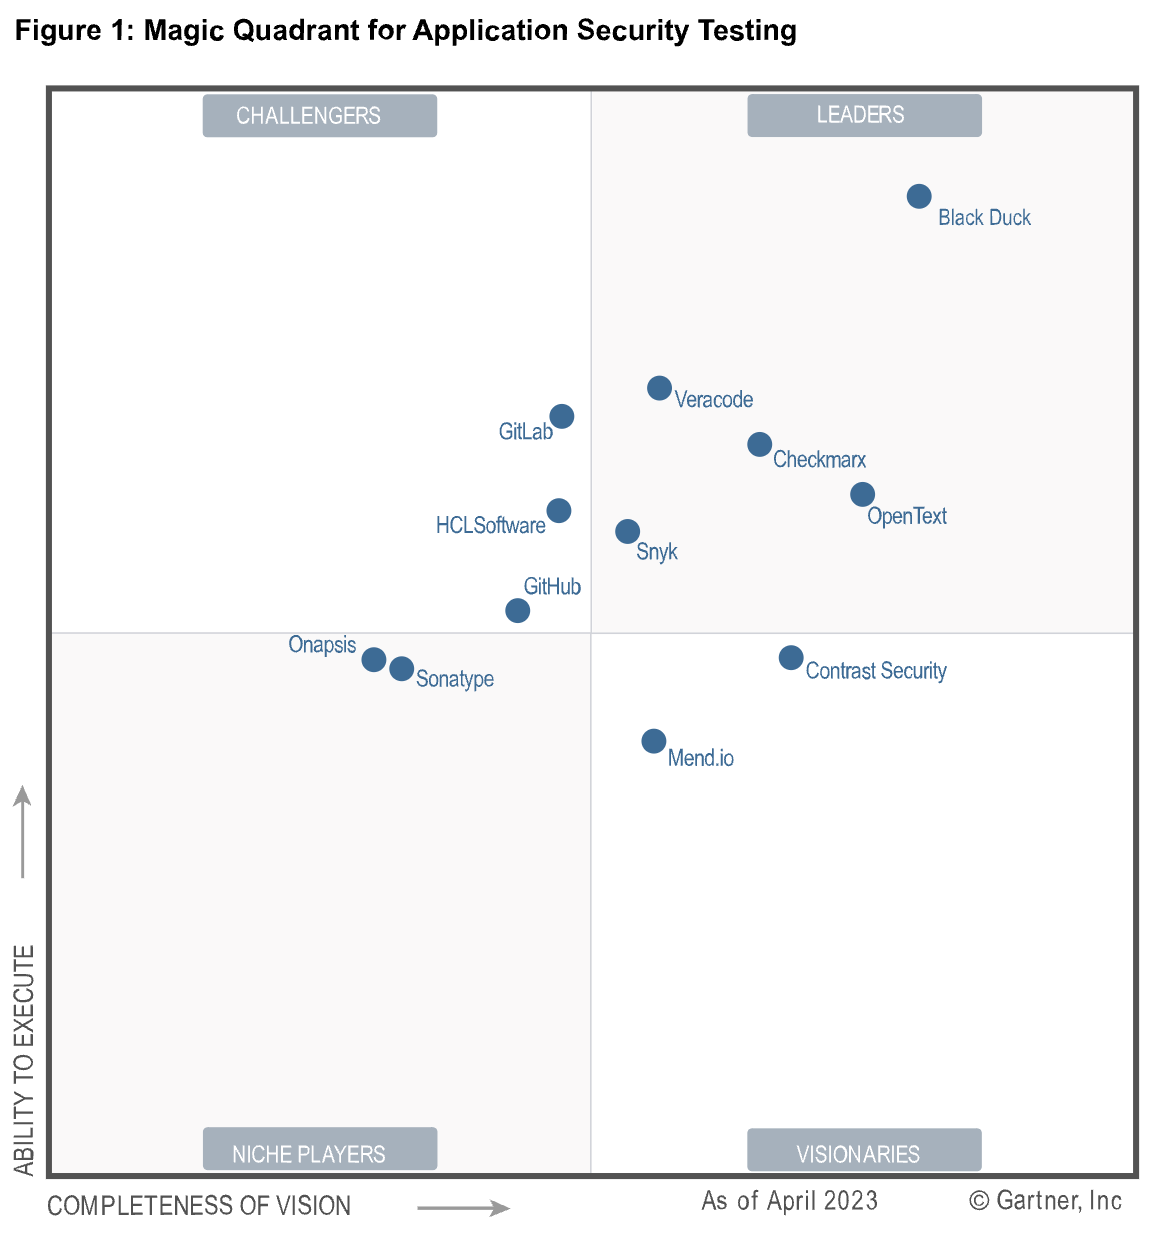 Figure 1: Magic Quadrant for Application Security Testing
CHALLENGERS
LEADERS
Black Duck
Veracode
GitLab
Checkmarx
OpenText
HCLSoftware
Snyk
GitHub
Onapsis
Sonatype
Contrast Security
Mend.io
ABILITY TO EXECUTE
NICHE PLAYERS
VISIONARIES
COMPLETENESS OF VISION
As of April 2023
© Gartner, Inc